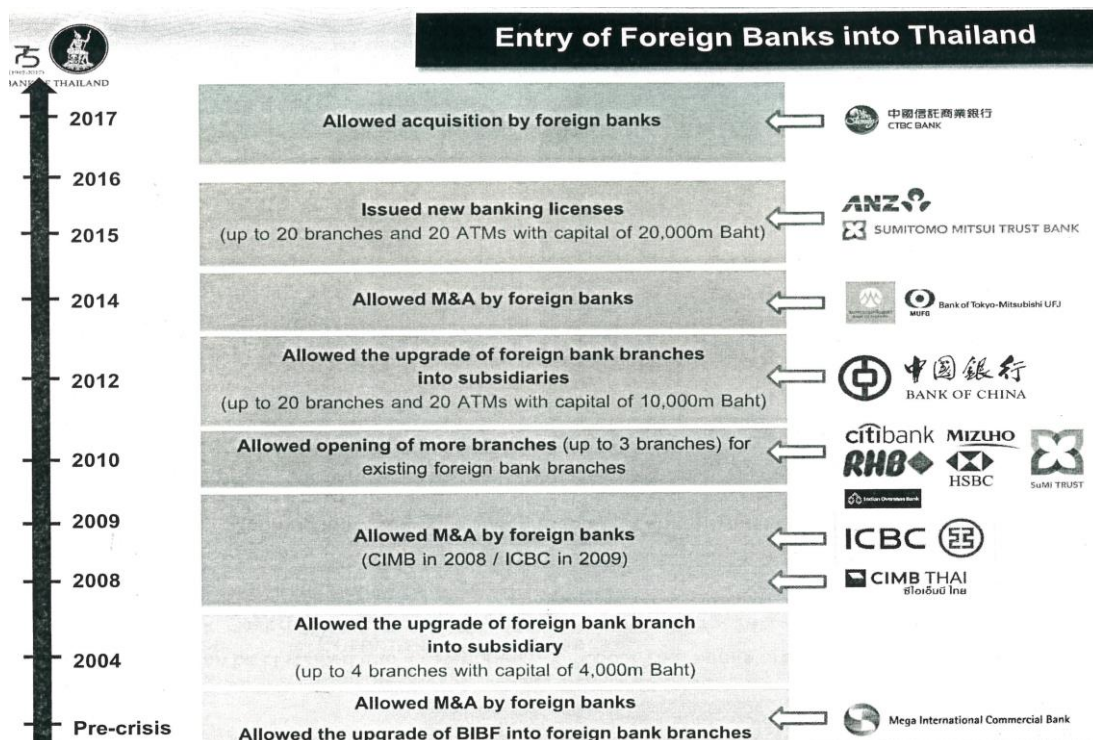 Entry of Foreign Banks into Thailand
75
BANK OF THAILAND
2017
Allowed acquisition by foreign banks
中國信託商業銀行
CTBC BANK
2016
2015
Issued new banking licenses
(up to 20 branches and 20 ATMs with capital of 20,000m Baht)
ANZ
SUMITOMO MITSUI TRUST BANK
2014
Allowed M&A by foreign banks
MUFG
Bank of Tokyo-Mitsubishi UFJ
2012
Allowed the upgrade of foreign bank branches
into subsidiaries
(up to 20 branches and 20 ATMs with capital of 10,000m Baht)
中國銀行
BANK OF CHINA
2010
Allowed opening of more branches (up to 3 branches) for
existing foreign bank branches
citibank
MIZUHO
RHB
HSBC
SuMi TRUST
Indian Overseas Bank
2009
Allowed M&A by foreign banks
(CIMB in 2008 / ICBC in 2009)
ICBC
2008
CIMB THAI
ซีไอเอ็มบี ไทย
2004
Allowed the upgrade of foreign bank branch
into subsidiary
(up to 4 branches with capital of 4,000m Baht)
Pre-crisis
Allowed M&A by foreign banks
Allowed the upgrade of BIBF into foreign bank branches
Mega International Commercial Bank